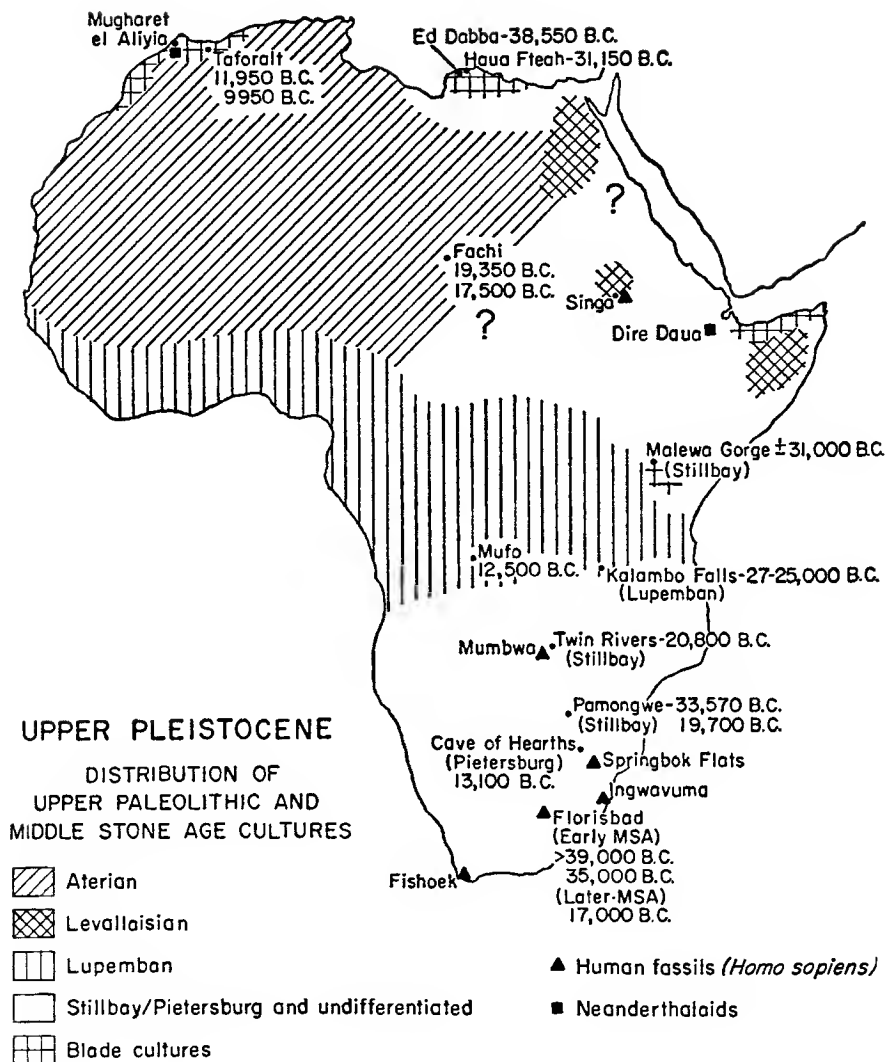 Mugharet
el Aliyia
Taforalt
11,950 B.C.
9950 B.C.
Ed Dabba-38,550 B.C.
Haua Fteah-31,150 B.C.
?
Fachi
19,350 B.C.
17,500 B.C.
?
Singa
Dire Daua
Malewa Gorge ±31,000 B.C.
(Stillbay)
Mufo
12,500 B.C.
Kalambo Falls-27-25,000 B.C.
(Lupemban)
Mumbwa
Twin Rivers-20,800 B.C.
(Stillbay)
Pamongwe-33,570 B.C.
(Stillbay) 19,700 B.C.
Cave of Hearths
(Pietersburg)
13,100 B.C.
Springbok Flats
Ingwavuma
Florisbad
(Early MSA)
>39,000 B.C.
35,000 B.C.
(Later-MSA)
17,000 B.C.
Fishoek
UPPER PLEISTOCENE
DISTRIBUTION OF
UPPER PALEOLITHIC AND
MIDDLE STONE AGE CULTURES
Aterian
Levallaisian
Lupemban
Stillbay/Pietersburg and undifferentiated
Blade cultures
Human fassils (Homo sapiens)
Neanderthaloids